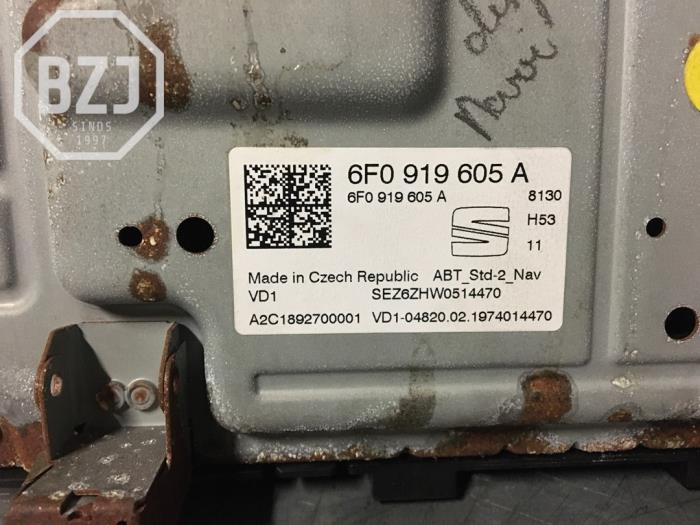 BZJ
SINDS
1997
6F0 919 605 A
6F0 919 605 A
8130
H53
11
Made in Czech Republic ABT_Std-2_Nav
VD1 SEZ6ZHW0514470
A2C1892700001 VD1-04820.02.1974014470